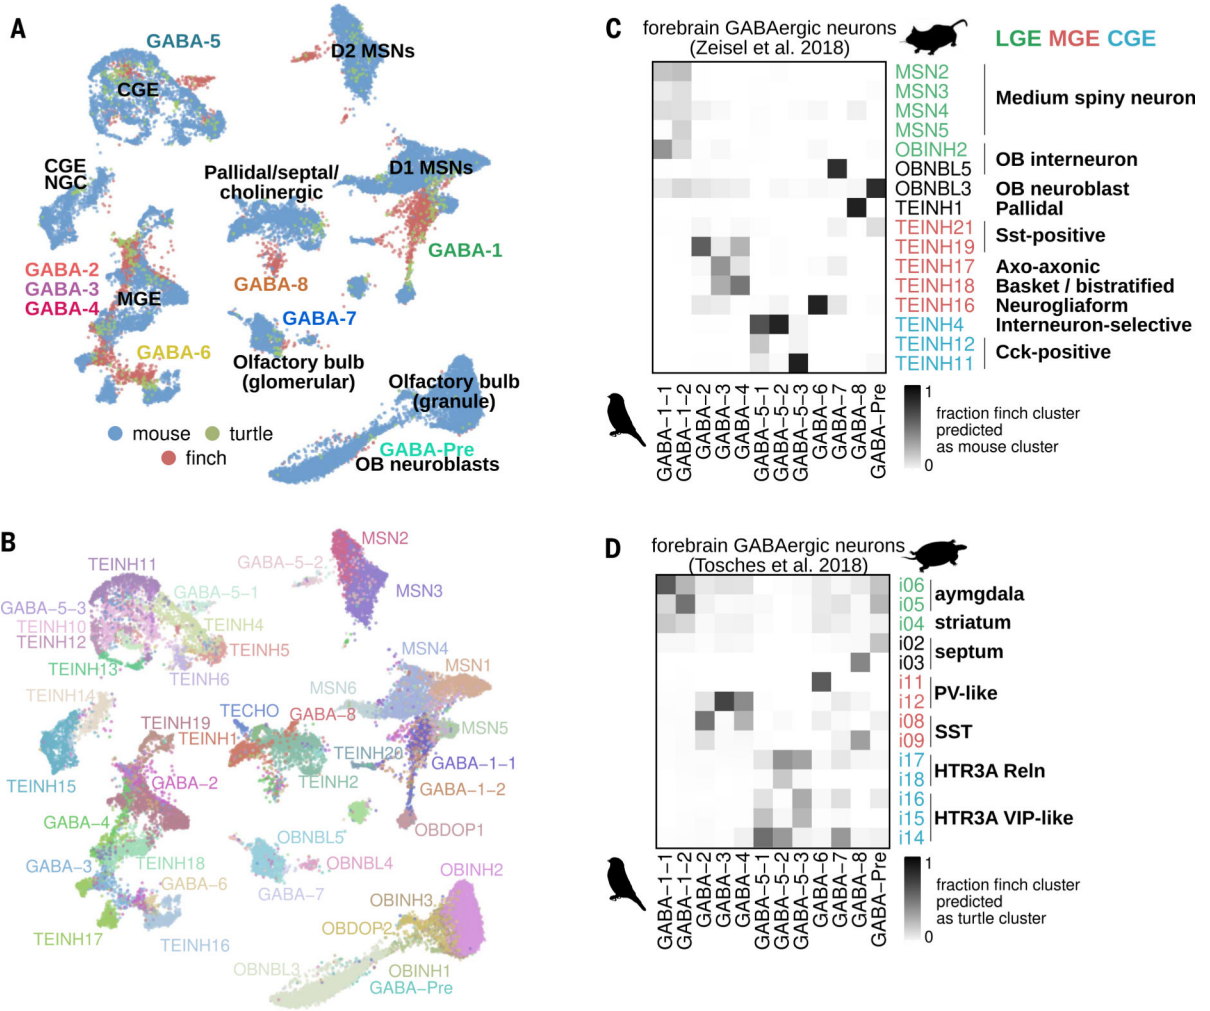 A
GABA-5
CGE
D2 MSNs
CGE
NGC
Pallidal/septal/
cholinergic
D1 MSNs
GABA-1
GABA-2
GABA-3
GABA-4
MGE
GABA-8
GABA-7
GABA-6
Olfactory bulb
(glomerular)
Olfactory bulb
(granule)
GABA-Pre
OB neuroblasts
mouse
turtle
finch
B
TEINH11
GABA-5-2
MSN2
GABA-5-1
MSN3
GABA-5-3
TEINH10
TEINH12
TEINH4
TEINH5
TEINH13
TEINH6
MSN4
MSN1
TEINH14
MSN6
TECHO
GABA-8
TEINH19
TEINH1
MSN5
TEINH20
GABA-1-1
TEINH15
GABA-2
TEINH2
GABA-1-2
GABA-4
OBDOP1
OBNBL5
GABA-3
TEINH18
OBNBL4
OBINH2
GABA-6
GABA-7
OBINH3
OBDOP2
TEINH17
TEINH16
OBNBL3
OBINH1
GABA-Pre
C
forebrain GABAergic neurons
(Zeisel et al. 2018)
LGE MGE CGE
MSN2
MSN3
MSN4
MSN5
Medium spiny neuron
OBINH2
OBNBL5
OB interneuron
OBNBL3
OB neuroblast
TEINH1
Pallidal
TEINH21
TEINH19
Sst-positive
TEINH17
Axo-axonic
TEINH18
Basket / bistratified
TEINH16
Neurogliaform
TEINH4
Interneuron-selective
TEINH12
TEINH11
Cck-positive
GABA-1-1
GABA-1-2
GABA-2
GABA-3
GABA-4
GABA-5-1
GABA-5-2
GABA-5-3
GABA-6
GABA-7
GABA-8
GABA-Pre
1
0
fraction finch cluster
predicted
as mouse cluster
D
forebrain GABAergic neurons
(Tosches et al. 2018)
i06
i05
aymgdala
i04
striatum
i02
i03
septum
i11
i12
PV-like
i08
i09
SST
i17
i18
HTR3A Reln
i16
i15
i14
HTR3A VIP-like
GABA-1-1
GABA-1-2
GABA-2
GABA-3
GABA-4
GABA-5-1
GABA-5-2
GABA-5-3
GABA-6
GABA-7
GABA-8
GABA-Pre
1
0
fraction finch cluster
predicted
as turtle cluster